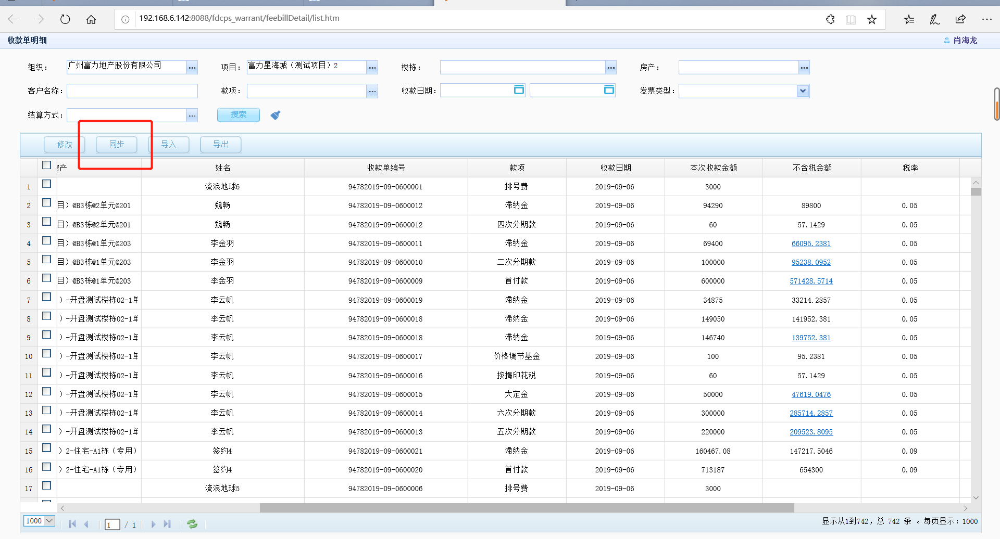 192.168.6.142:8088/fdcps_warrant/feebillDetail/list.htm
收款单明细 肖海龙
组织： 广州富力地产股份有限公司 项目： 富力星海城（测试项目）2 楼栋： 房产：
客户名称： 款项： 收款日期： 发票类型：
结算方式： 搜索
修改 同步 导入 导出
产 姓名 收款单编号 款项 收款日期 本次收款金额 不含税金额 税率
1 流浪地球6 94782019-09-0600001 排号费 2019-09-06 3000
2 目）@B3栋@2单元@201 魏畅 94782019-09-0600012 滞纳金 2019-09-06 94290 89800 0.05
3 目）@B3栋@2单元@201 魏畅 94782019-09-0600012 四次分期款 2019-09-06 60 57.1429 0.05
4 目）@B3栋@1单元@203 李金羽 94782019-09-0600011 滞纳金 2019-09-06 69400 66095.2381 0.05
5 目）@B3栋@1单元@203 李金羽 94782019-09-0600010 二次分期款 2019-09-06 100000 95238.0952 0.05
6 目）@B3栋@1单元@203 李金羽 94782019-09-0600009 首付款 2019-09-06 600000 571428.5714 0.05
7 ）-开盘测试楼栋02-1单 李云帆 94782019-09-0600019 滞纳金 2019-09-06 34875 33214.2857 0.05
8 ）-开盘测试楼栋02-1单 李云帆 94782019-09-0600018 滞纳金 2019-09-06 149050 141952.381 0.05
9 ）-开盘测试楼栋02-1单 李云帆 94782019-09-0600018 滞纳金 2019-09-06 146740 139752.381 0.05
10 ）-开盘测试楼栋02-1单 李云帆 94782019-09-0600017 价格调节基金 2019-09-06 100 95.2381 0.05
11 ）-开盘测试楼栋02-1单 李云帆 94782019-09-0600016 按揭印花税 2019-09-06 60 57.1429 0.05
12 ）-开盘测试楼栋02-1单 李云帆 94782019-09-0600015 大定金 2019-09-06 50000 47619.0476 0.05
13 ）-开盘测试楼栋02-1单 李云帆 94782019-09-0600014 六次分期款 2019-09-06 300000 285714.2857 0.05
14 ）-开盘测试楼栋02-1单 李云帆 94782019-09-0600013 五次分期款 2019-09-06 220000 209523.8095 0.05
15 ）2-住宅-A1栋（专用） 签约4 94782019-09-0600021 滞纳金 2019-09-06 160467.08 147217.5046 0.09
16 ）2-住宅-A1栋（专用） 签约4 94782019-09-0600020 首付款 2019-09-06 713187 654300 0.09
17 流浪地球5 94782019-09-0600006 排号费 2019-09-06 3000
1000 1 / 1 显示从1到742，总 742 条 。每页显示：1000